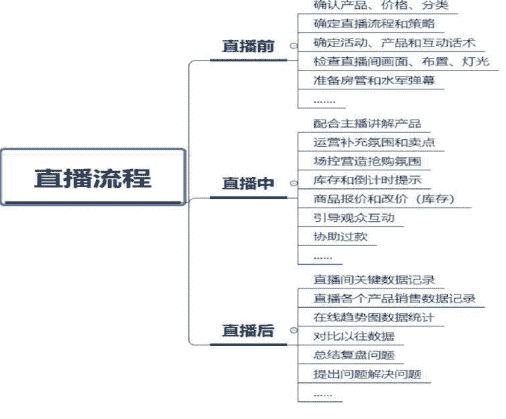 直播流程
直播前
确认产品、价格、分类
确定直播流程和策略
确定活动、产品和互动话术
检查直播间画面、布置、灯光
准备房管和水军弹幕
.......
直播中
配合主播讲解产品
运营补充氛围和卖点
场控营造抢购氛围
库存和倒计时提示
商品报价和改价（库存）
引导观众互动
协助过款
......
直播后
直播间关键数据记录
直播各个产品销售数据记录
在线趋势图数据统计
对比以往数据
总结复盘问题
提出问题解决问题
......